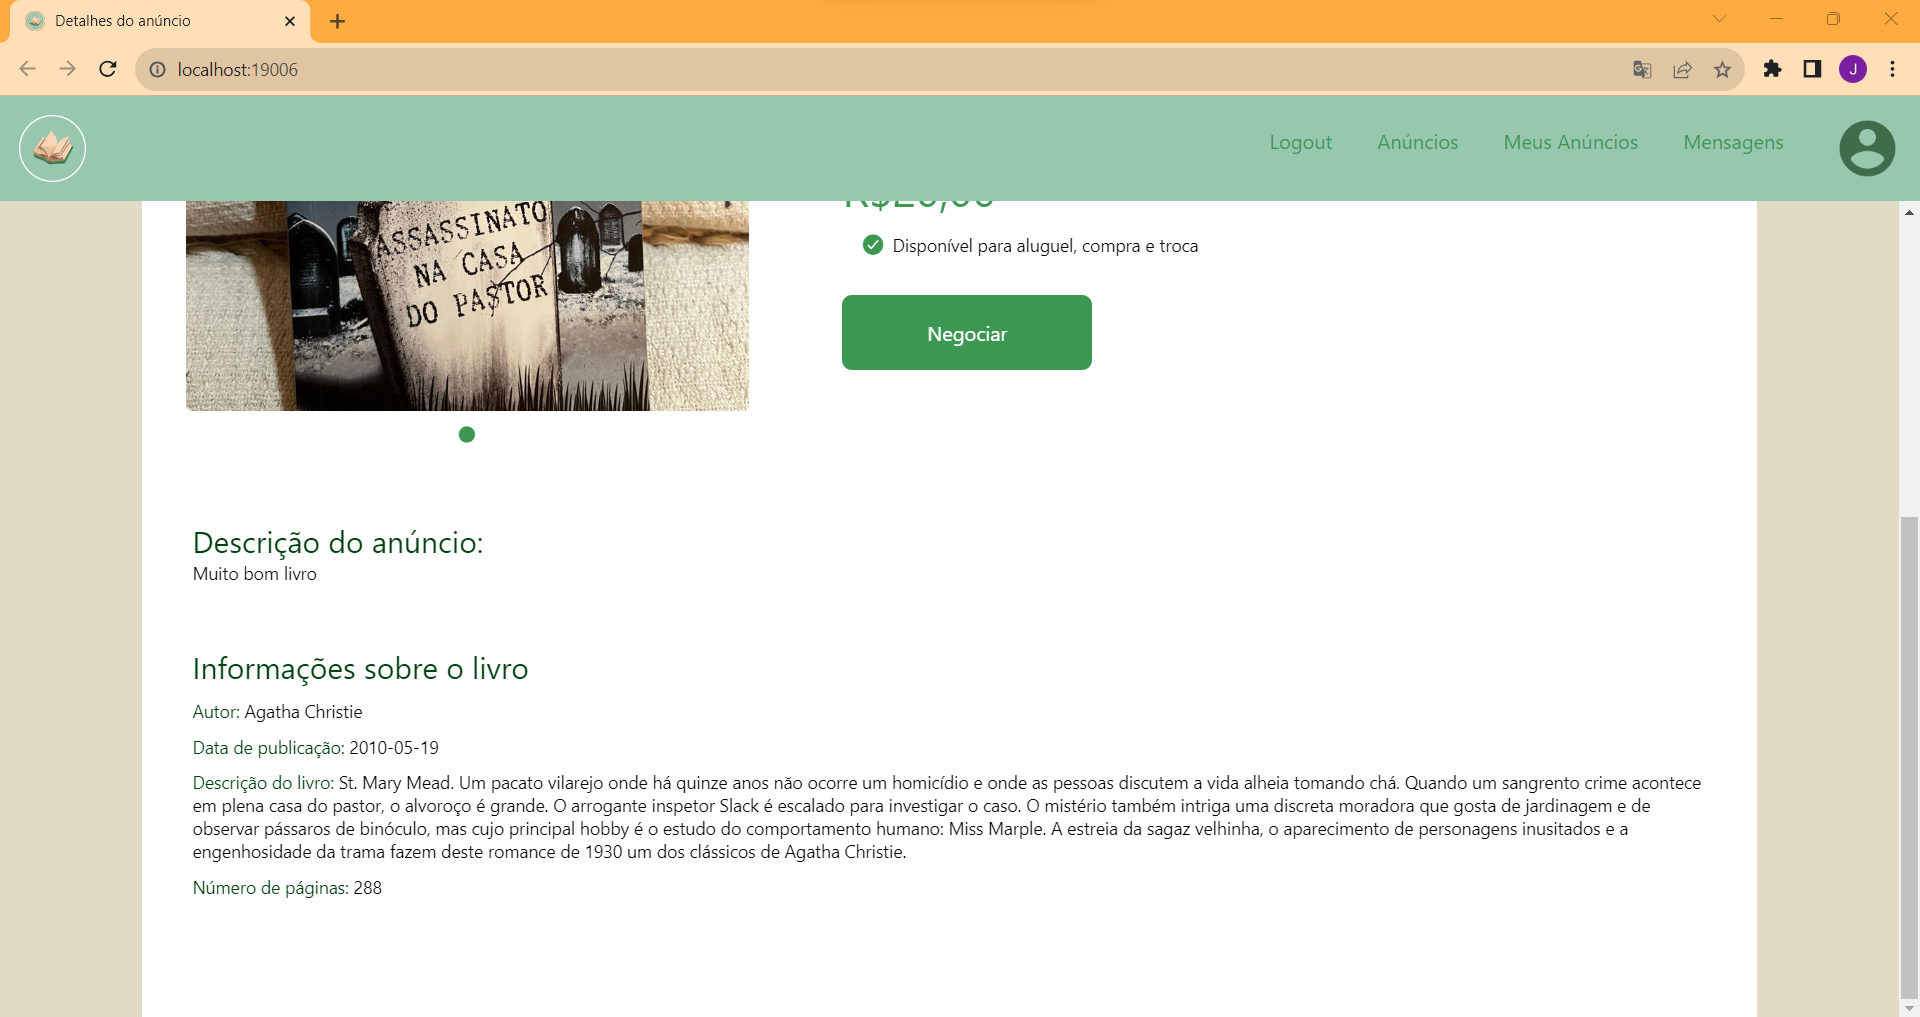 Detalhes do anúncio
localhost:19006
J
Logout Anúncios Meus Anúncios Mensagens
ASSASSINATO
NA CASA
DO PASTOR
Disponível para aluguel, compra e troca
Negociar
Descrição do anúncio:
Muito bom livro
Informações sobre o livro
Autor: Agatha Christie
Data de publicação: 2010-05-19
Descrição do livro: St. Mary Mead. Um pacato vilarejo onde há quinze anos não ocorre um homicídio e onde as pessoas discutem a vida alheia tomando chá. Quando um sangrento crime acontece
em plena casa do pastor, o alvoroço é grande. O arrogante inspetor Slack é escalado para investigar o caso. O mistério também intriga uma discreta moradora que gosta de jardinagem e de
observar pássaros de binóculo, mas cujo principal hobby é o estudo do comportamento humano: Miss Marple. A estreia da sagaz velhinha, o aparecimento de personagens inusitados e a
engenhosidade da trama fazem deste romance de 1930 um dos clássicos de Agatha Christie.
Número de páginas: 288